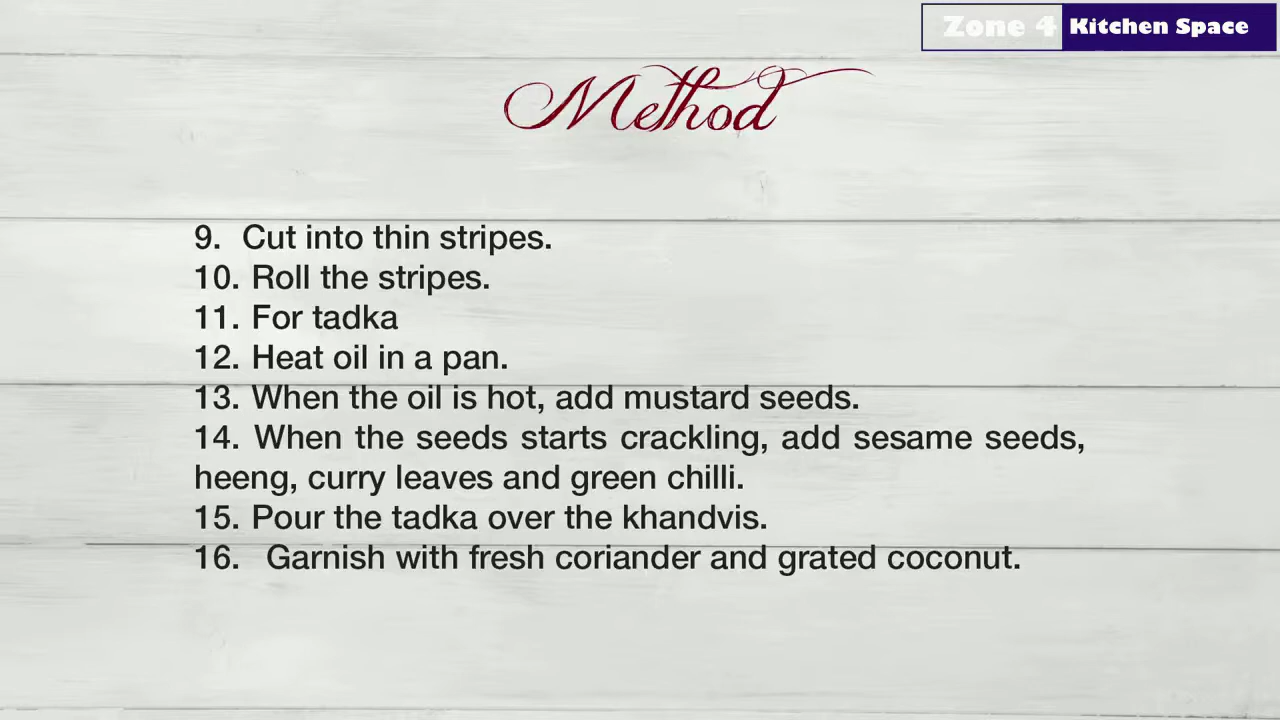 Zone 4 Kitchen Space
Method
9. Cut into thin stripes.
10. Roll the stripes.
11. For tadka
12. Heat oil in a pan.
13. When the oil is hot, add mustard seeds.
14. When the seeds starts crackling, add sesame seeds,
heeng, curry leaves and green chilli.
15. Pour the tadka over the khandvis.
16. Garnish with fresh coriander and grated coconut.